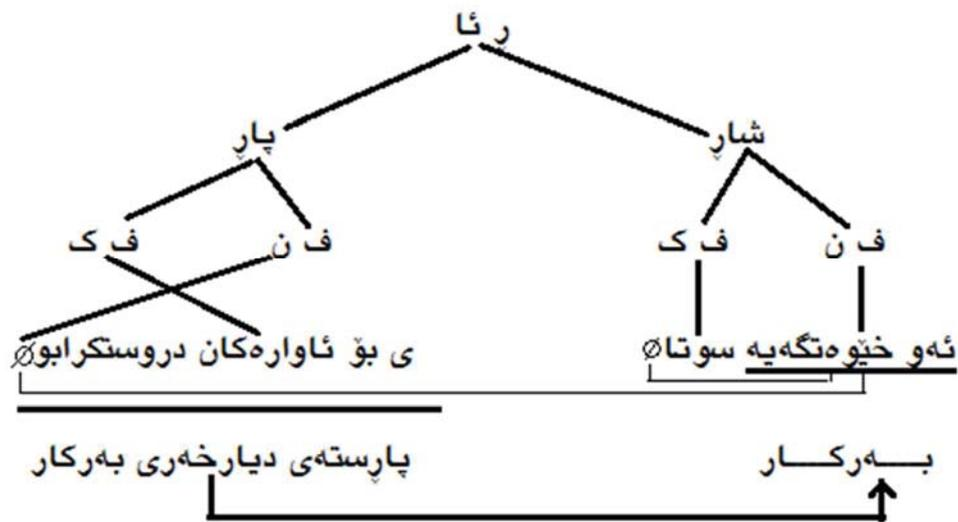 ڕ ئا
شاڕ پاڕ
ف ن ف ک ف ن ف ک
ئەو خێوەتگەیە سوتا∅ ی بۆ ئاوارەکان دروستکرابو∅
بـــەرکـــار پاڕستەی دیارخەری بەرکار